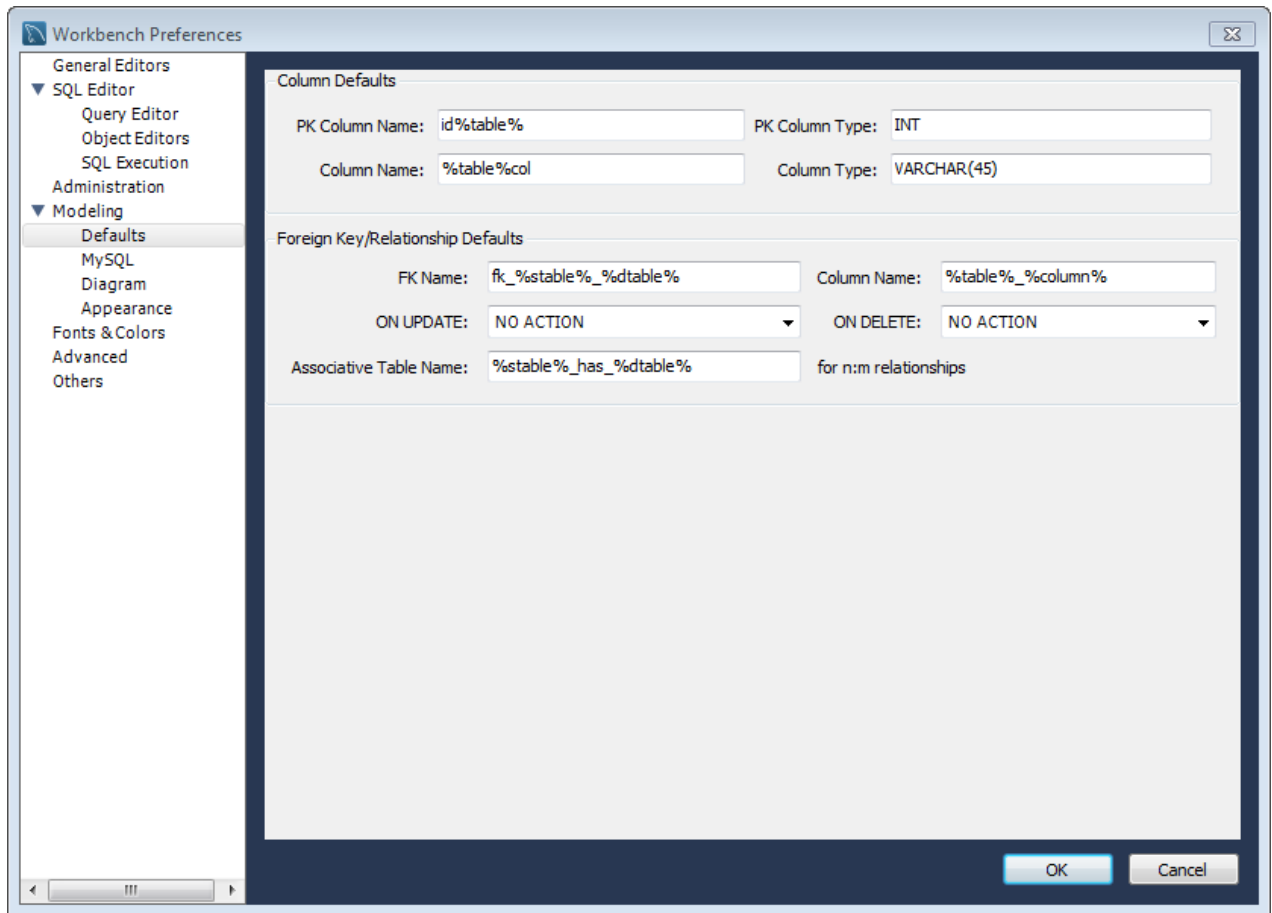 Workbench Preferences
General Editors
SQL Editor
Query Editor
Object Editors
SQL Execution
Administration
Modeling
Defaults
MySQL
Diagram
Appearance
Fonts & Colors
Advanced
Others
Column Defaults
PK Column Name: id%table% PK Column Type: INT
Column Name: %table%col Column Type: VARCHAR(45)
Foreign Key/Relationship Defaults
FK Name: fk_%stable%_%dtable% Column Name: %table%_%column%
ON UPDATE: NO ACTION ON DELETE: NO ACTION
Associative Table Name: %stable%_has_%dtable% for n:m relationships
OK Cancel